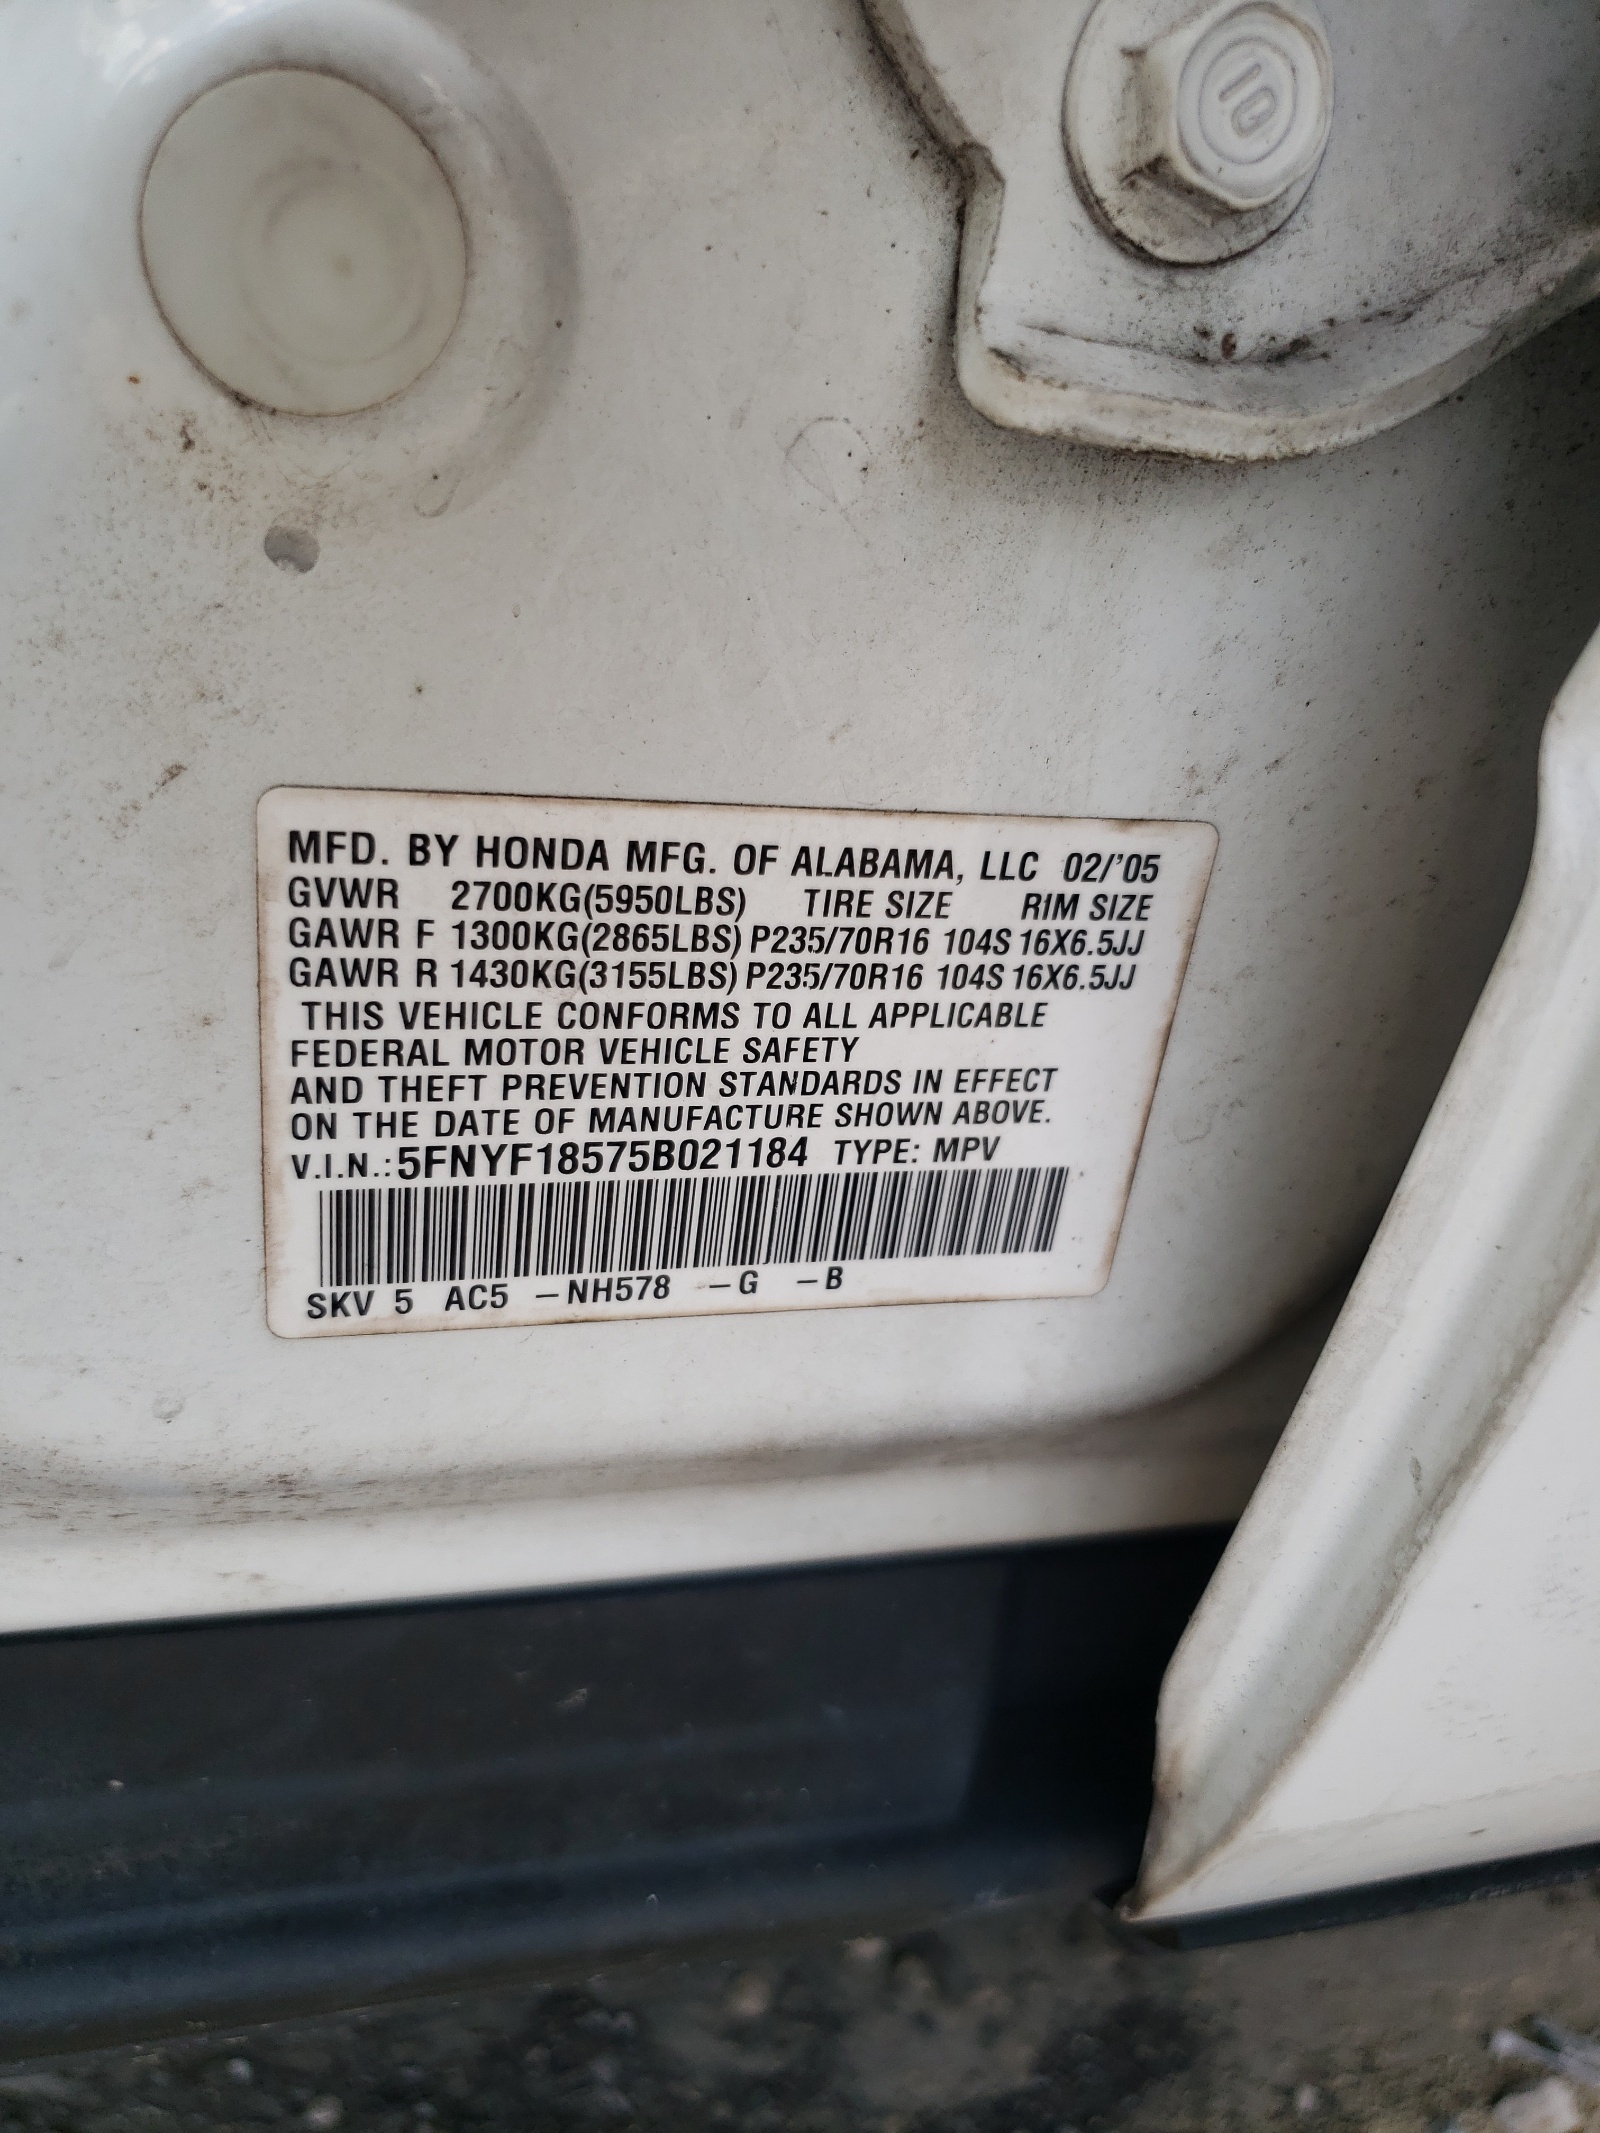 10
MFD. BY HONDA MFG. OF ALABAMA, LLC 02/'05
GVWR 2700KG(5950LBS) TIRE SIZE RIM SIZE
GAWR F 1300KG(2865LBS) P235/70R16 104S 16X6.5JJ
GAWR R 1430KG(3155LBS) P235/70R16 104S 16X6.5JJ
THIS VEHICLE CONFORMS TO ALL APPLICABLE
FEDERAL MOTOR VEHICLE SAFETY
AND THEFT PREVENTION STANDARDS IN EFFECT
ON THE DATE OF MANUFACTURE SHOWN ABOVE.
V.I.N.: 5FNYF18575B021184 TYPE: MPV
SKV 5 AC5 –NH578 –G –B